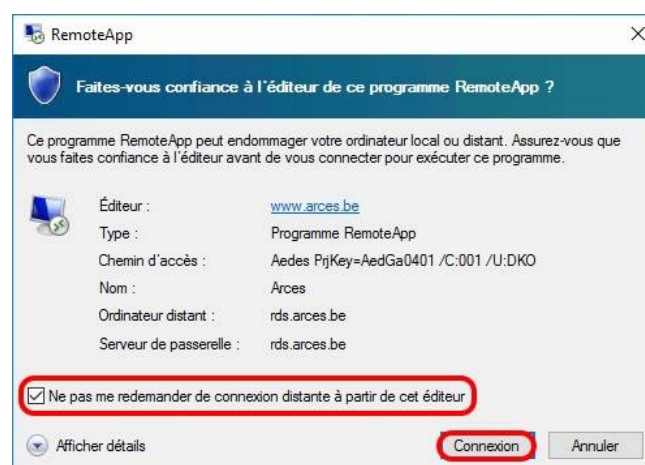 RemoteApp
Faites-vous confiance à l'éditeur de ce programme RemoteApp ?
Ce programme RemoteApp peut endommager votre ordinateur local ou distant. Assurez-vous que
vous faites confiance à l'éditeur avant de vous connecter pour exécuter ce programme.
Éditeur : www.arces.be
Type : Programme RemoteApp
Chemin d'accès : Aedes PrjKey=AedGa0401 /C:001 /U:DKO
Nom : Arces
Ordinateur distant : rds.arces.be
Serveur de passerelle : rds.arces.be
Ne pas me redemander de connexion distante à partir de cet éditeur
Afficher détails Connexion Annuler